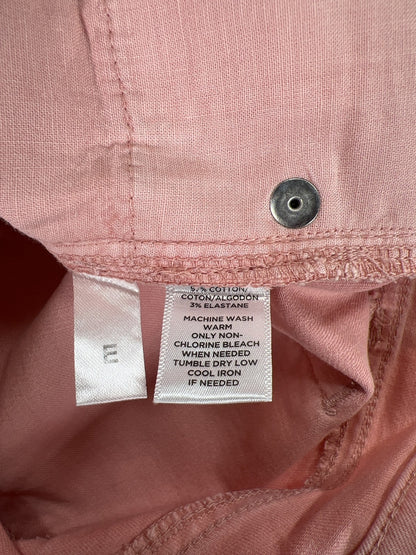 COTTON/
COTTON/ALGODÓN
3% ELASTANE
MACHINE WASH
WARM
ONLY NON-
CHLORINE BLEACH
WHEN NEEDED
TUMBLE DRY LOW
COOL IRON
IF NEEDED
E